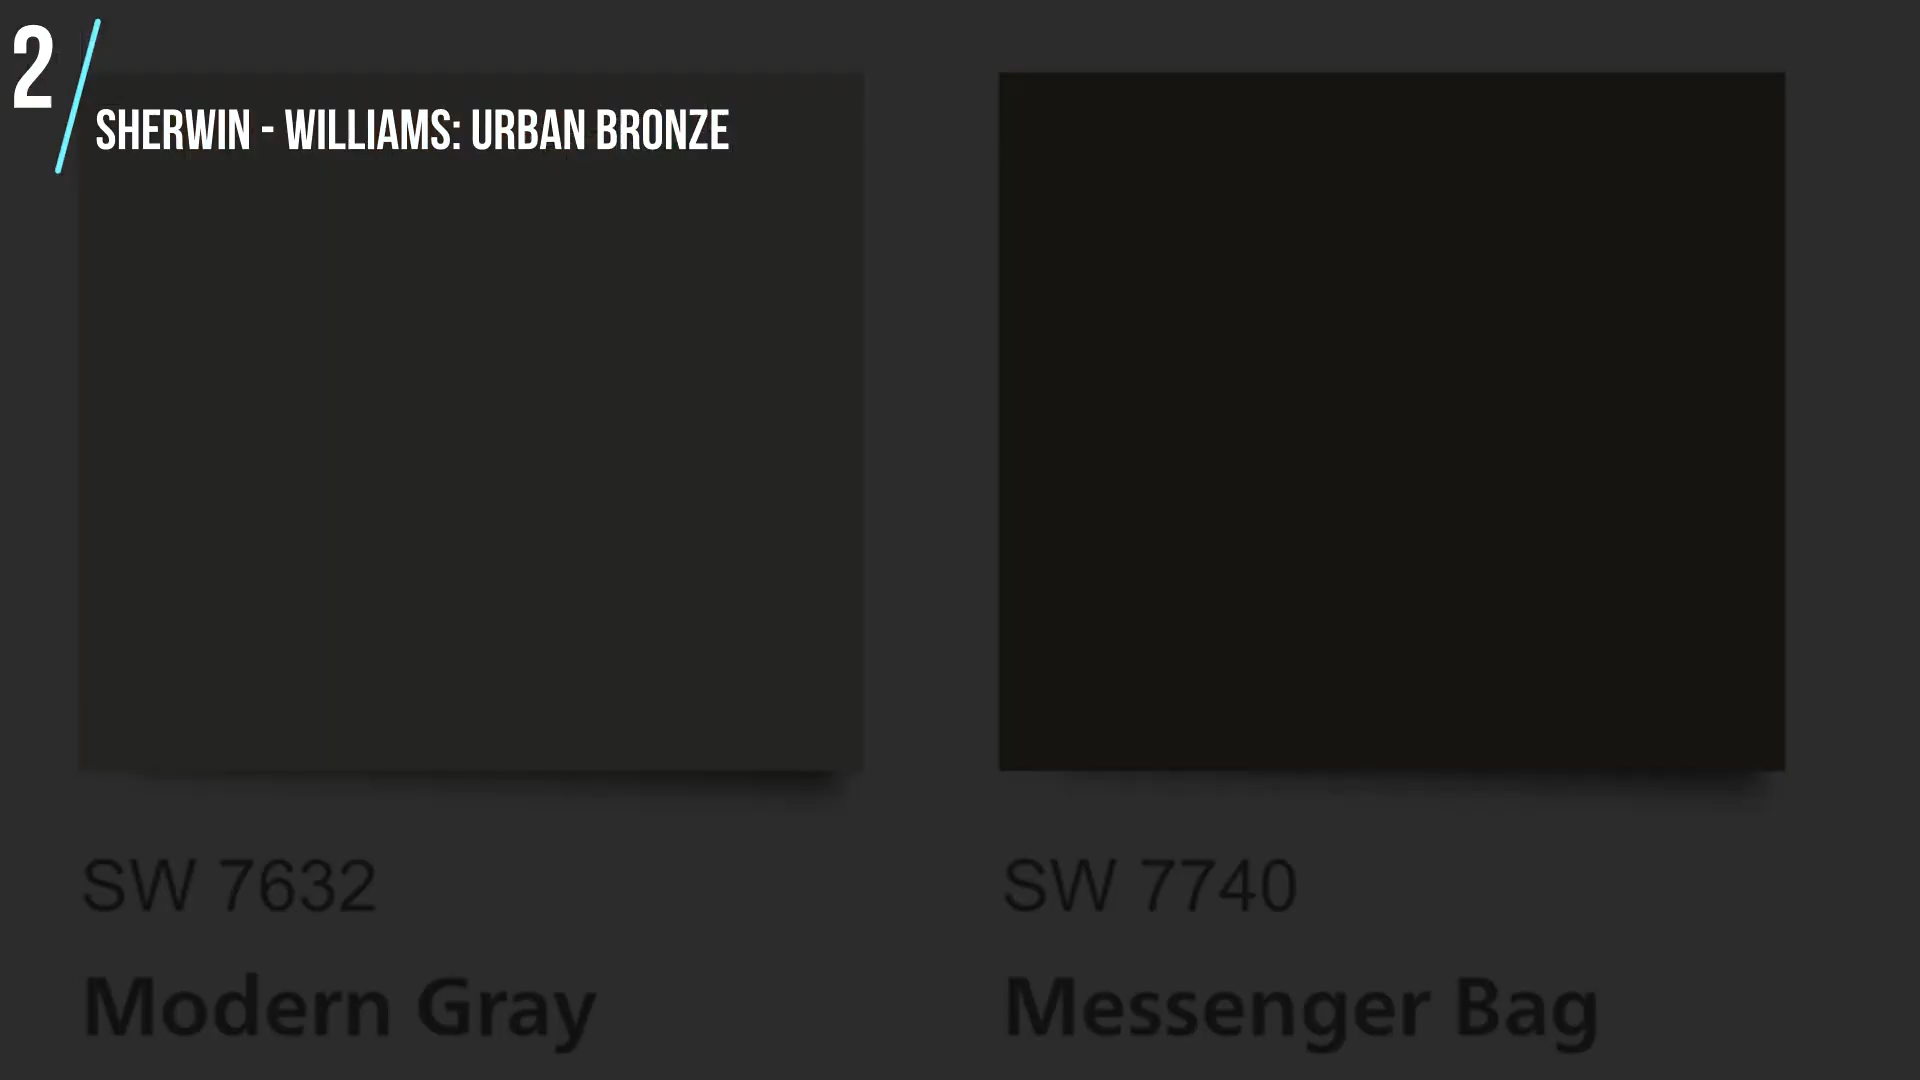 2
SHERWIN - WILLIAMS: URBAN BRONZE
SW 7632
Modern Gray
SW 7740
Messenger Bag